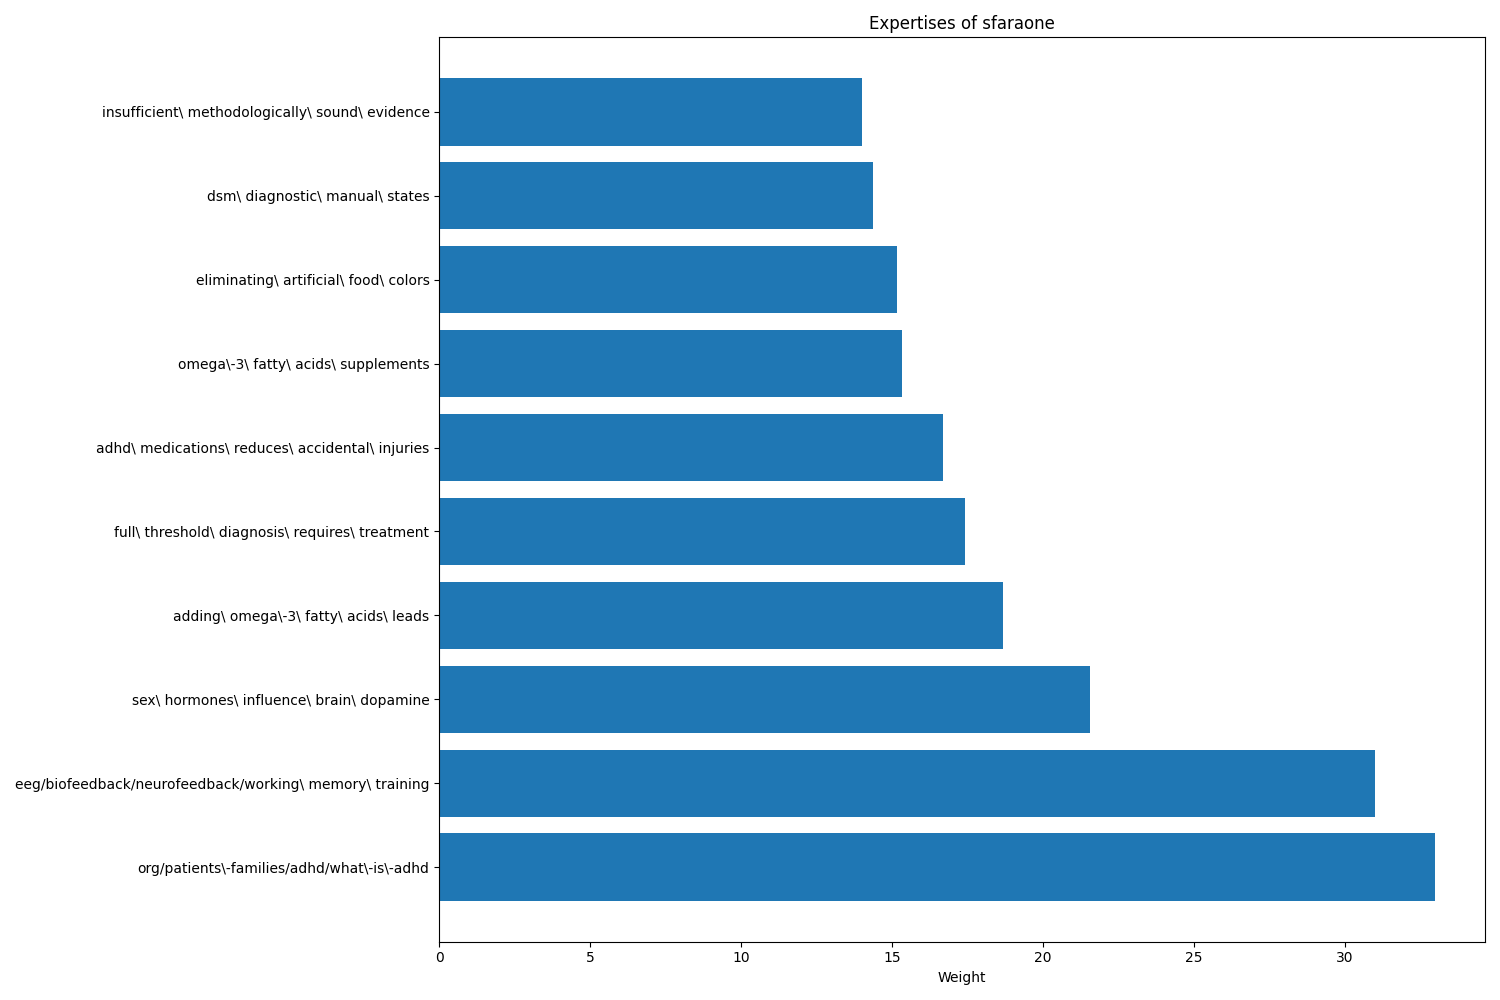 Expertises of sfaraone
insufficient\ methodologically\ sound\ evidence
dsm\ diagnostic\ manual\ states
eliminating\ artificial\ food\ colors
omega\-3\ fatty\ acids\ supplements
adhd\ medications\ reduces\ accidental\ injuries
full\ threshold\ diagnosis\ requires\ treatment
adding\ omega\-3\ fatty\ acids\ leads
sex\ hormones\ influence\ brain\ dopamine
eeg/biofeedback/neurofeedback/working\ memory\ training
org/patients\-families/adhd/what\-is\-adhd
0 5 10 15 20 25 30
Weight